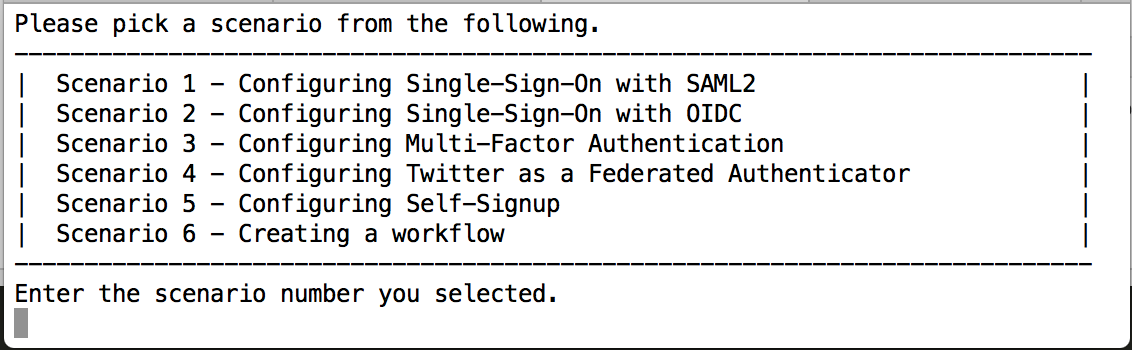 Please pick a scenario from the following.
-----------------------------------------------------------------------------
|  Scenario 1 - Configuring Single-Sign-On with SAML2                       |
|  Scenario 2 - Configuring Single-Sign-On with OIDC                        |
|  Scenario 3 - Configuring Multi-Factor Authentication                     |
|  Scenario 4 - Configuring Twitter as a Federated Authenticator            |
|  Scenario 5 - Configuring Self-Signup                                     |
|  Scenario 6 - Creating a workflow                                         |
-----------------------------------------------------------------------------
Enter the scenario number you selected.